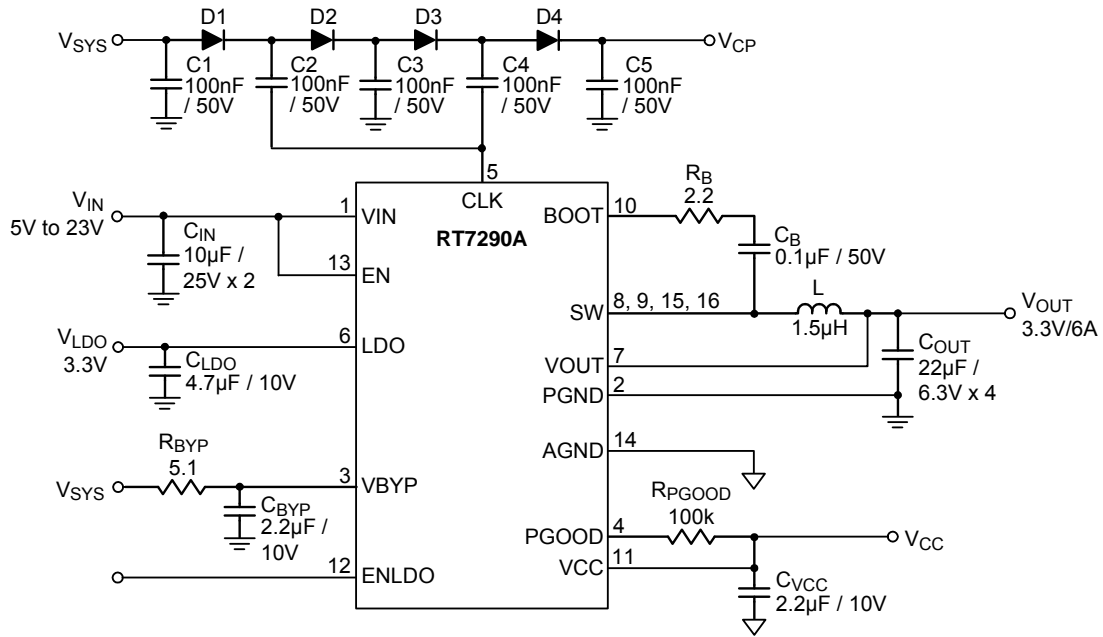 D1
D2
D3
D4
VSYS
VCP
C1
100nF
/ 50V
C2
100nF
/ 50V
C3
100nF
/ 50V
C4
100nF
/ 50V
C5
100nF
/ 50V
5
CLK
RT7290A
VIN
5V to 23V
CIN
10µF /
25V x 2
1
VIN
13
EN
VLDO
3.3V
CLDO
4.7µF / 10V
6
LDO
RBYP
5.1
VSYS
CBYP
2.2µF /
10V
3
VBYP
12
ENLDO
BOOT
10
RB
2.2
CB
0.1µF / 50V
SW
8, 9, 15, 16
L
1.5µH
VOUT
3.3V/6A
VOUT
7
COUT
22µF /
6.3V x 4
PGND
2
AGND
14
RPGOOD
100k
PGOOD
4
VCC
VCC
11
CVCC
2.2µF / 10V